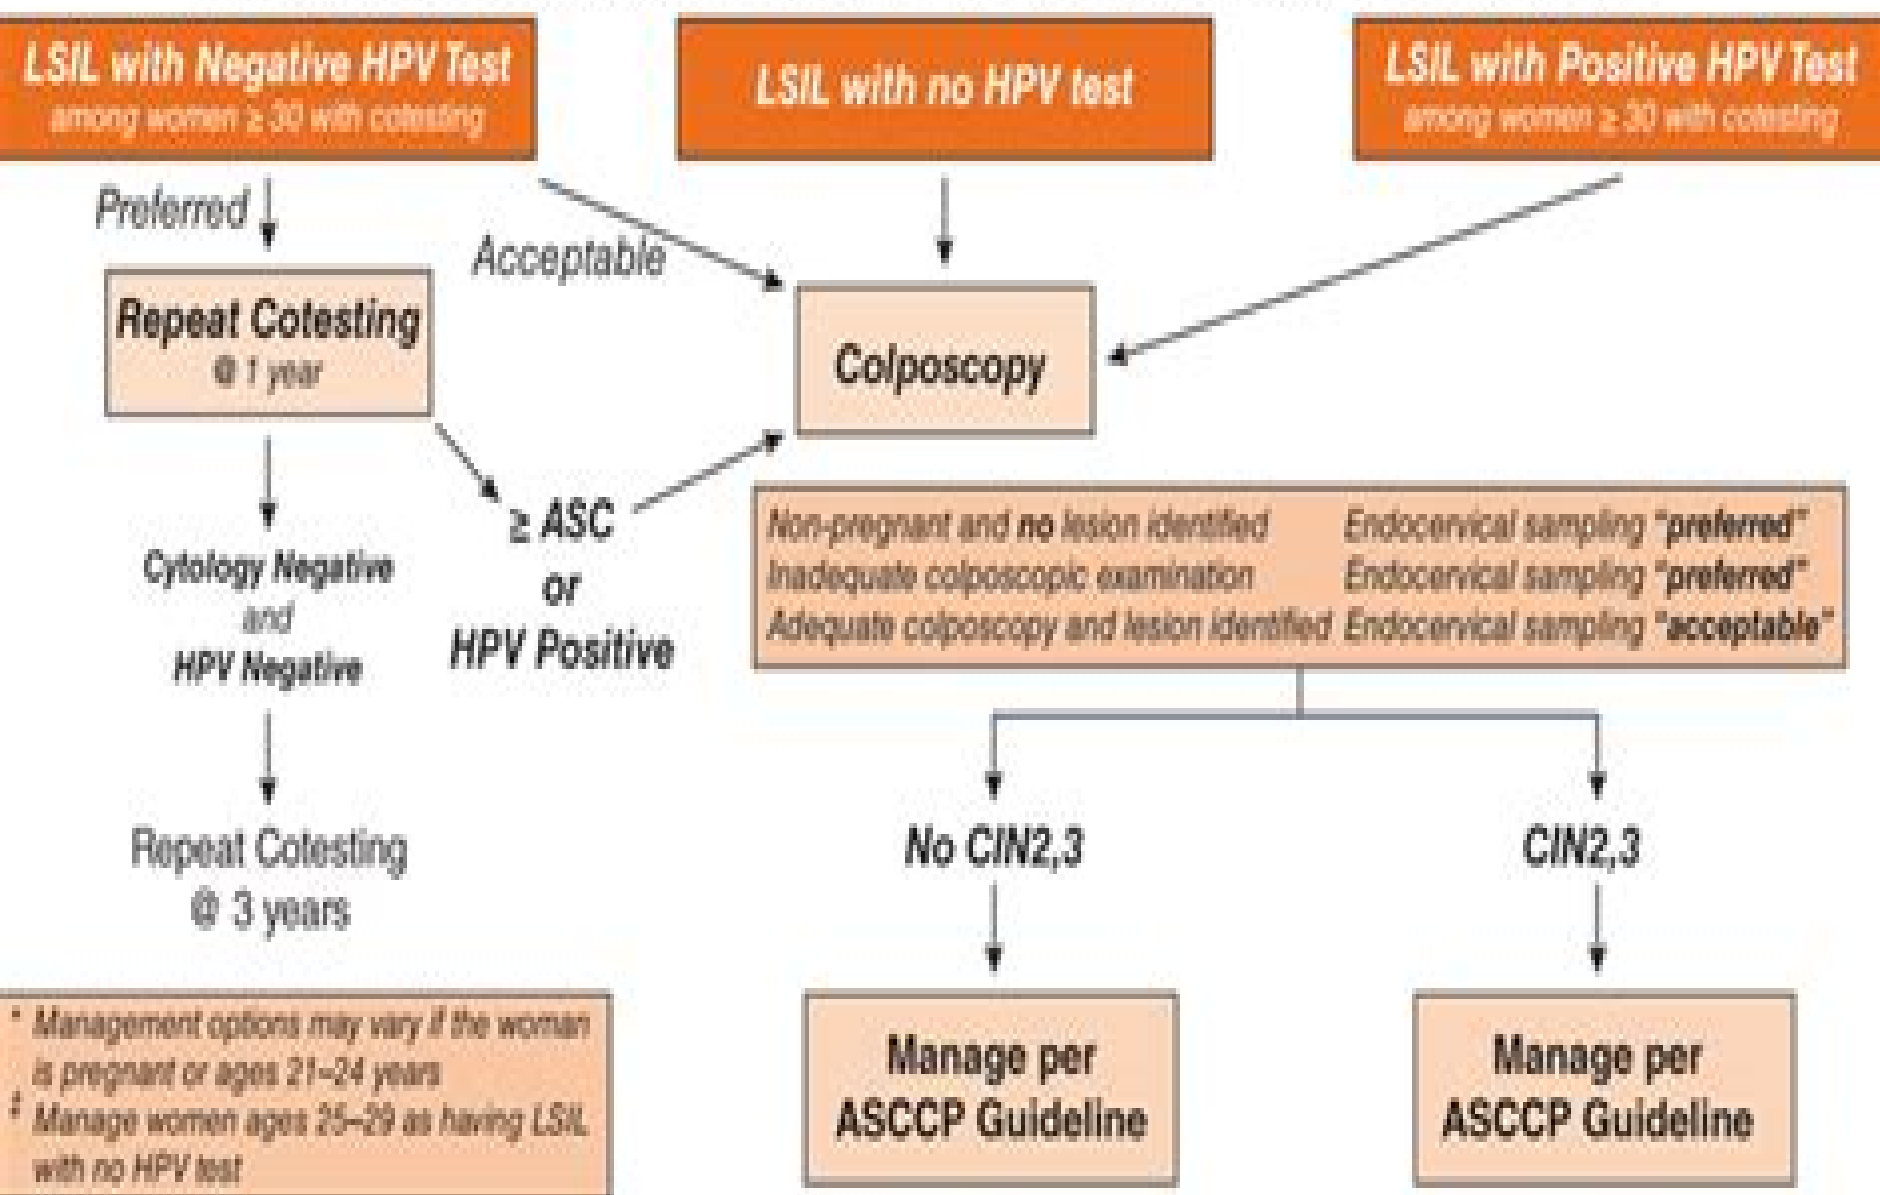 LSIL with Negative HPV Test
among women ≥ 30 with cotesting
LSIL with no HPV test
LSIL with Positive HPV Test
among women ≥ 30 with cotesting
Preferred
Acceptable
Repeat Cotesting
@ 1 year
Colposcopy
≥ ASC
or
HPV Positive
Cytology Negative
and
HPV Negative
Non-pregnant and no lesion identified Endocervical sampling "preferred"
Inadequate colposcopic examination Endocervical sampling "preferred"
Adequate colposcopy and lesion identified Endocervical sampling "acceptable"
Repeat Cotesting
@ 3 years
No CIN2,3
CIN2,3
* Management options may vary if the woman
is pregnant or ages 21–24 years
‡ Manage women ages 25–29 as having LSIL
with no HPV test
Manage per
ASCCP Guideline
Manage per
ASCCP Guideline